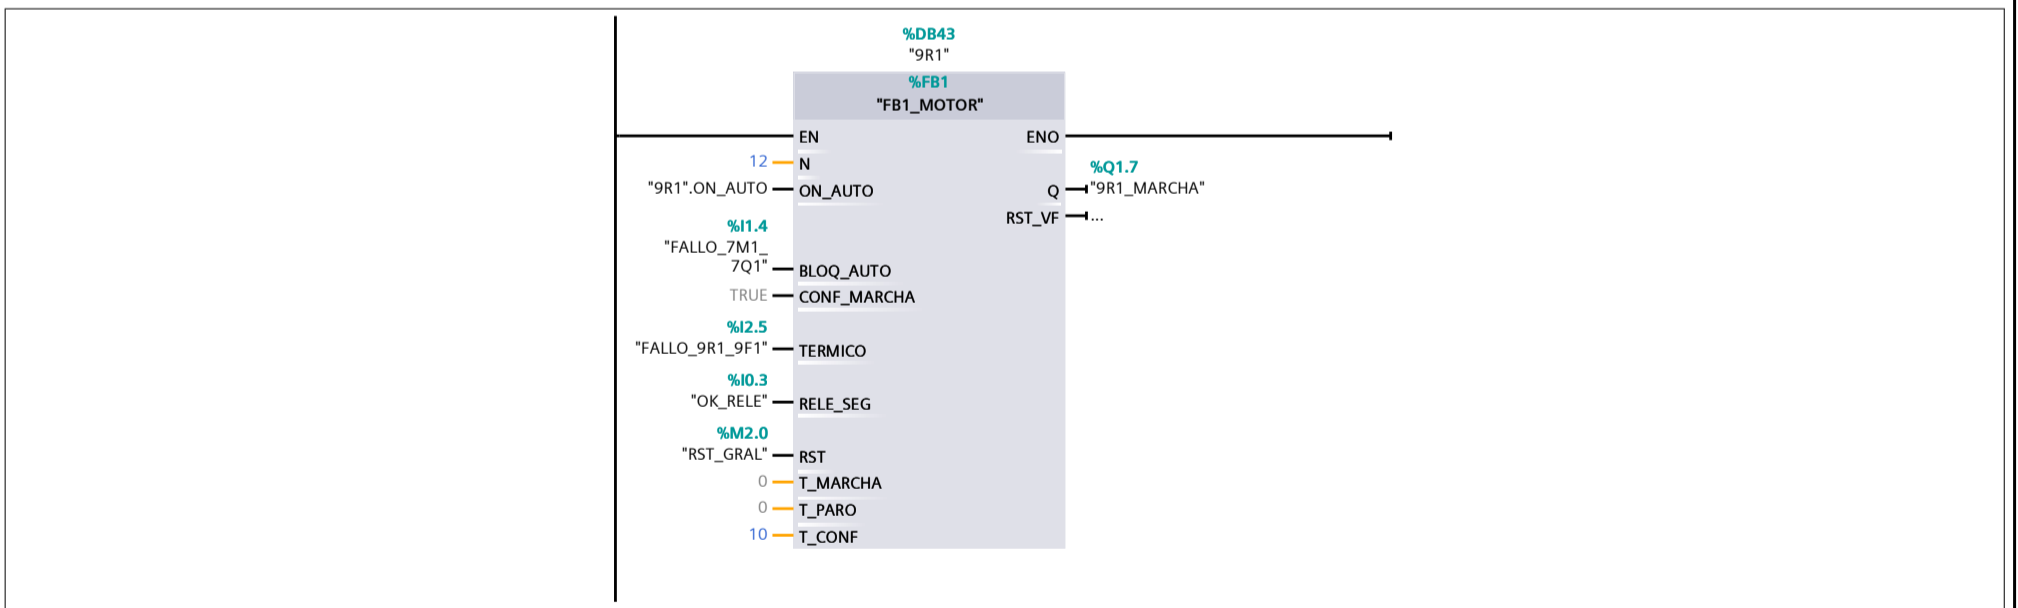 %DB43
"9R1"
%FB1
"FB1_MOTOR"
EN
ENO
12
N
%Q1.7
"9R1".ON_AUTO
ON_AUTO
Q
"9R1_MARCHA"
RST_VF
...
%I1.4
"FALLO_7M1_
7Q1"
BLOQ_AUTO
TRUE
CONF_MARCHA
%I2.5
"FALLO_9R1_9F1"
TERMICO
%I0.3
"OK_RELE"
RELE_SEG
%M2.0
"RST_GRAL"
RST
0
T_MARCHA
0
T_PARO
10
T_CONF